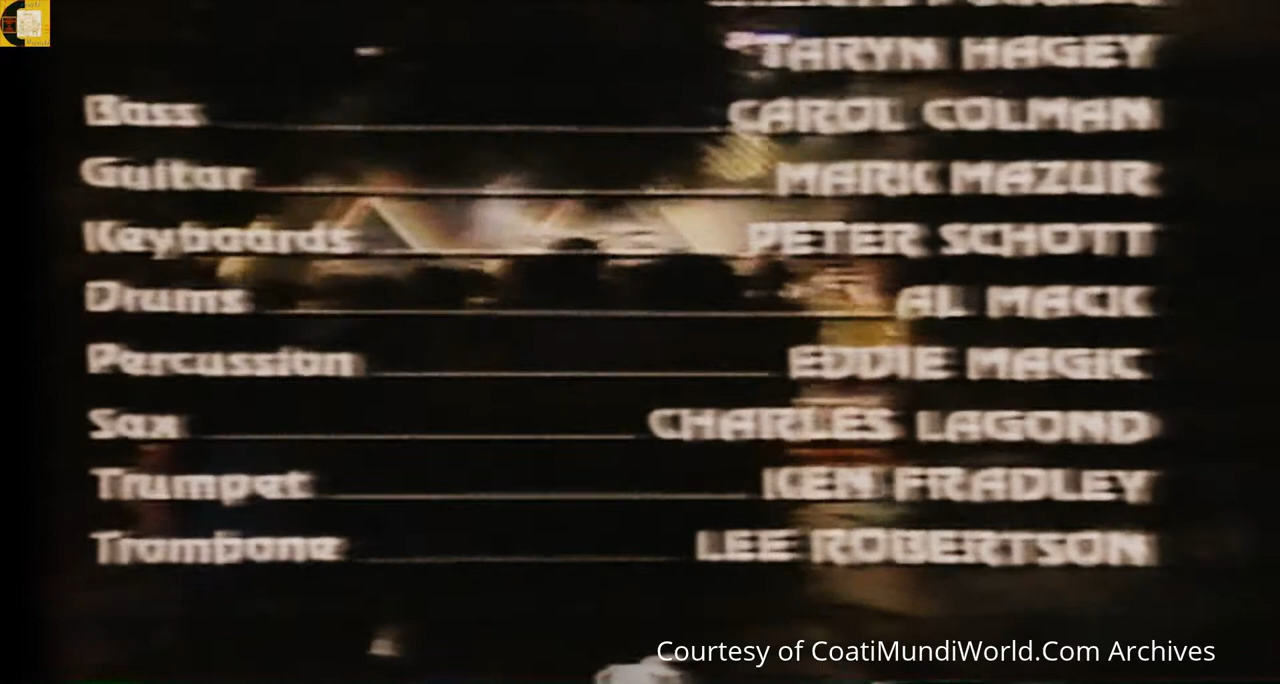 TARYN HAGEY
Bass CAROL COLMAN
Guitar MARK MAZUR
Keyboards PETER SCHOTT
Drums AL MACK
Percussion EDDIE MAGIC
Sax CHARLES LAGOND
Trumpet KEN FRADLEY
Trombone LEE ROBERTSON
Courtesy of CoatiMundiWorld.Com Archives